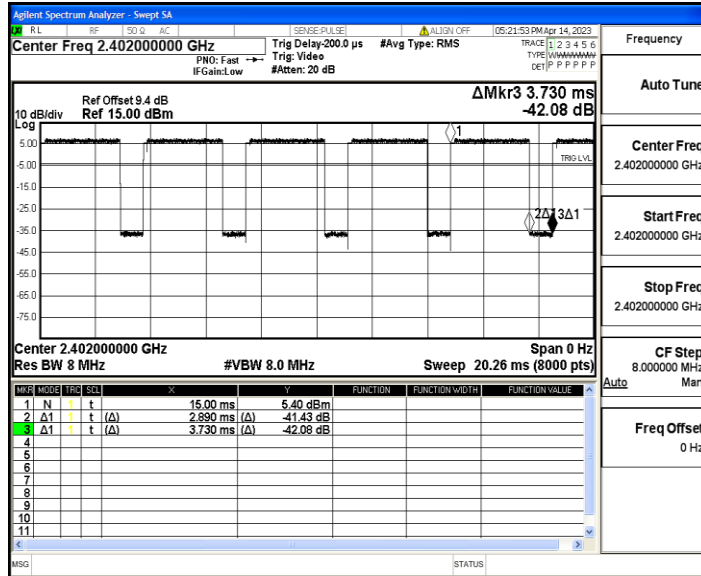 Agilent Spectrum Analyzer - Swept SA
RL RF 50 Ω AC SENSE:PULSE ALIGN OFF 05:21:53 PM Apr 14, 2023
Center Freq 2.402000000 GHz
PNO: Fast
IFGain:Low
Trig Delay-200.0 µs
Trig: Video
#Atten: 20 dB
#Avg Type: RMS
TRACE 1 2 3 4 5 6
TYPE
DET P P P P P P
ΔMkr3 3.730 ms
-42.08 dB
Ref Offset 9.4 dB
10 dB/div Ref 15.00 dBm
Log
5.00
-5.00
-15.0
-25.0
-35.0
-45.0
-55.0
-65.0
-75.0
1
TRIG LVL
2Δ1 3Δ1
Center 2.402000000 GHz Span 0 Hz
Res BW 8 MHz #VBW 8.0 MHz Sweep 20.26 ms (8000 pts)
MKR MODE TRC SCL X Y FUNCTION FUNCTION WIDTH FUNCTION VALUE
1 N 1 t 15.00 ms 5.40 dBm
2 Δ1 1 t (Δ) 2.890 ms (Δ) -41.43 dB
3 Δ1 1 t (Δ) 3.730 ms (Δ) -42.08 dB
4
5
6
7
8
9
10
11
MSG STATUS
Frequency
Auto Tune
Center Freq
2.402000000 GHz
Start Freq
2.402000000 GHz
Stop Freq
2.402000000 GHz
CF Step
8.000000 MHz
Auto Man
Freq Offset
0 Hz